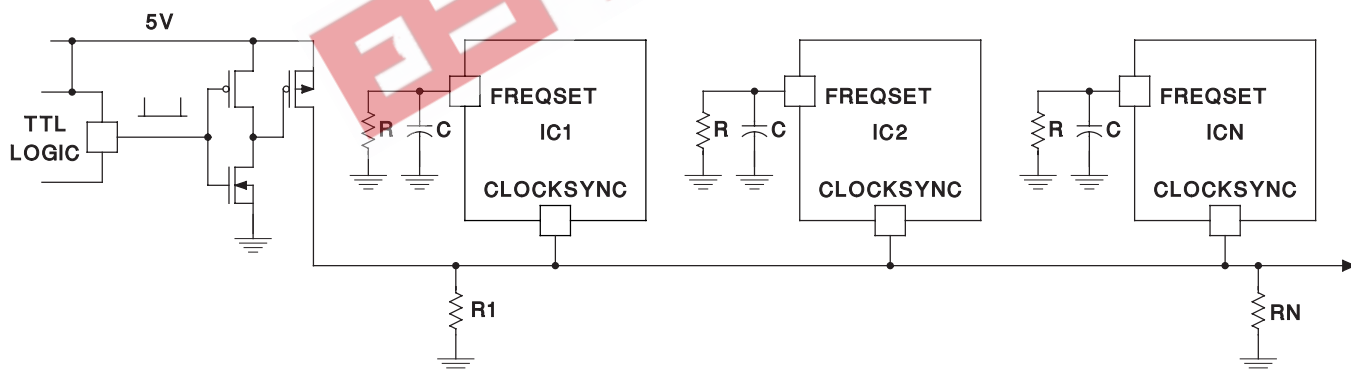 5V
TTL
LOGIC
R
C
FREQSET
IC1
CLOCKSYNC
R
C
FREQSET
IC2
CLOCKSYNC
R
C
FREQSET
ICN
CLOCKSYNC
R1
RN